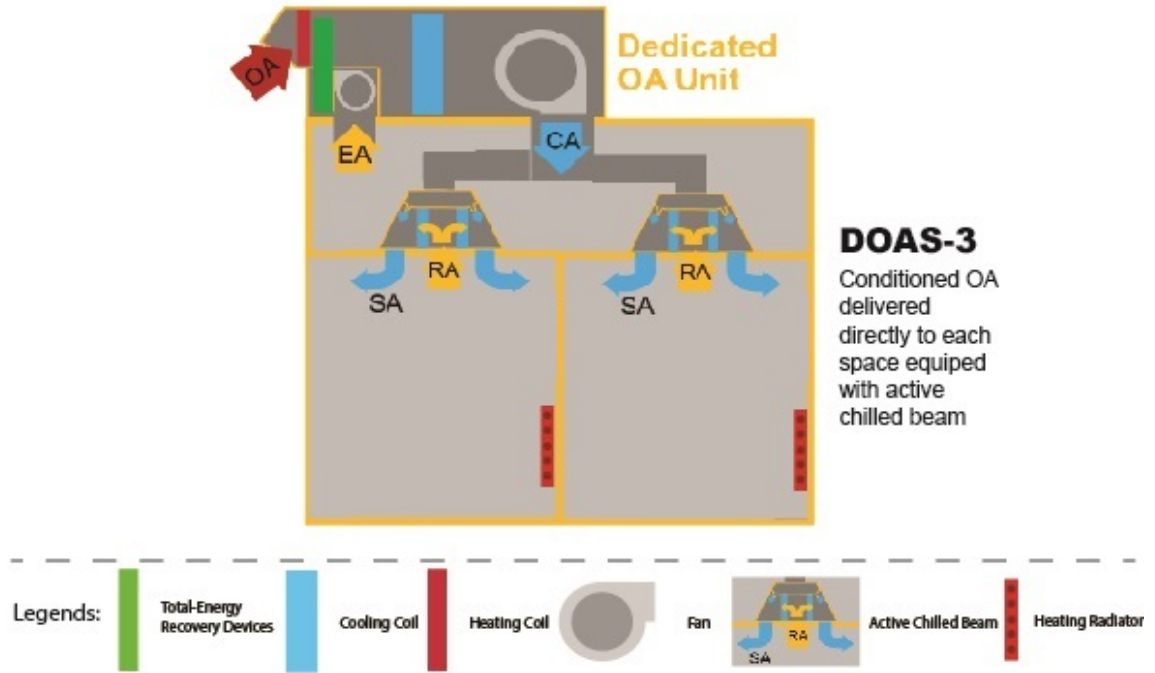 Dedicated
OA Unit
OA
EA
CA
RA
SA
RA
SA
DOAS-3
Conditioned OA
delivered
directly to each
space equiped
with active
chilled beam
Legends:
Total-Energy
Recovery Devices
Cooling Coil
Heating Coil
Fan
RA
SA
Active Chilled Beam
Heating Radiator